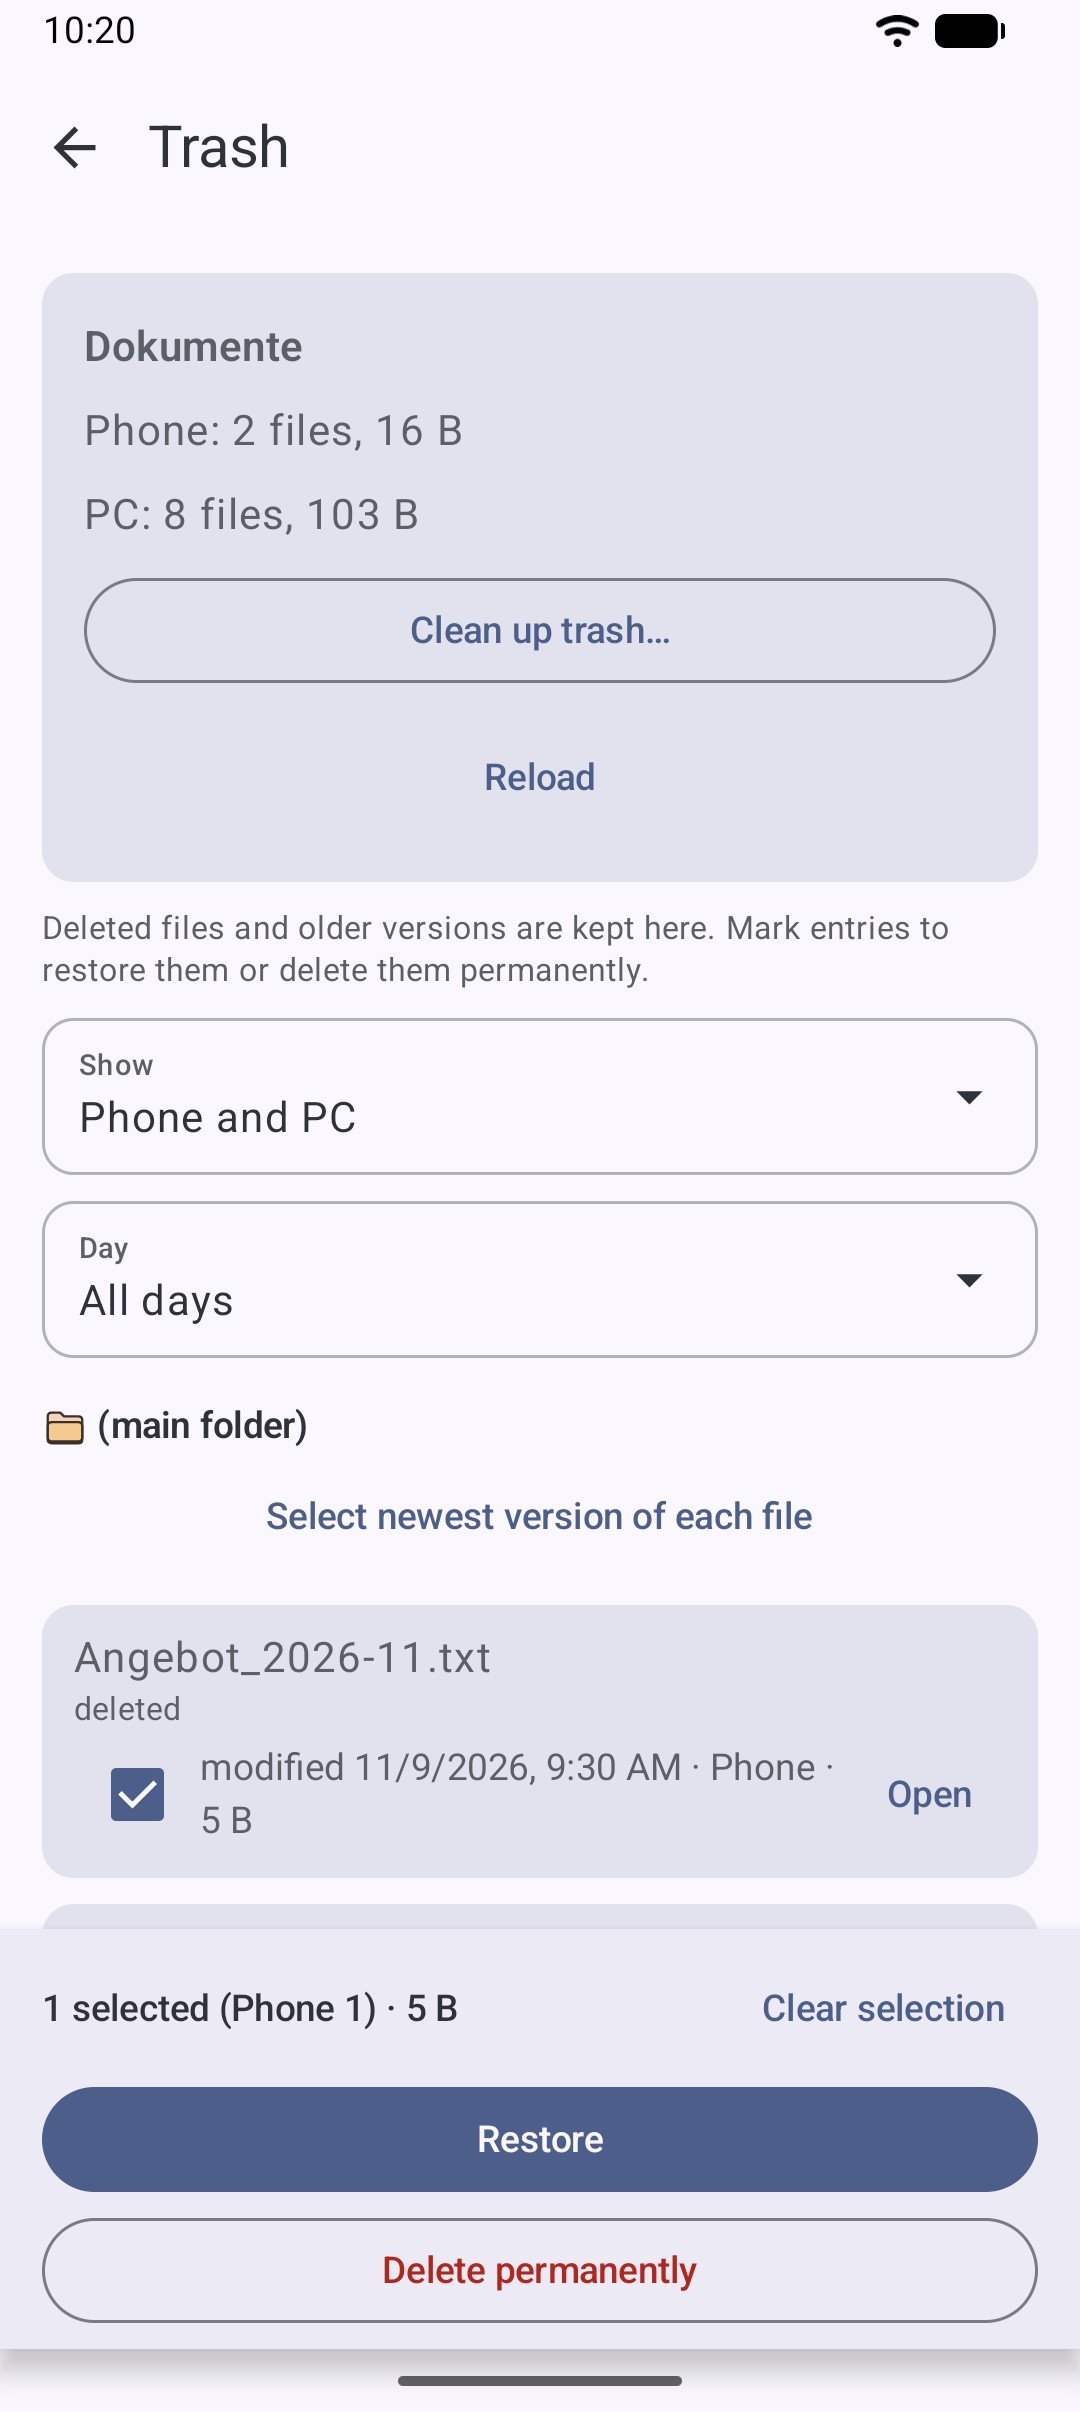 10:20
Trash
Dokumente
Phone: 2 files, 16 B
PC: 8 files, 103 B
Clean up trash…
Reload
Deleted files and older versions are kept here. Mark entries to
restore them or delete them permanently.
Show
Phone and PC
Day
All days
(main folder)
Select newest version of each file
Angebot_2026-11.txt
deleted
modified 11/9/2026, 9:30 AM · Phone ·
5 B
Open
1 selected (Phone 1) · 5 B
Clear selection
Restore
Delete permanently